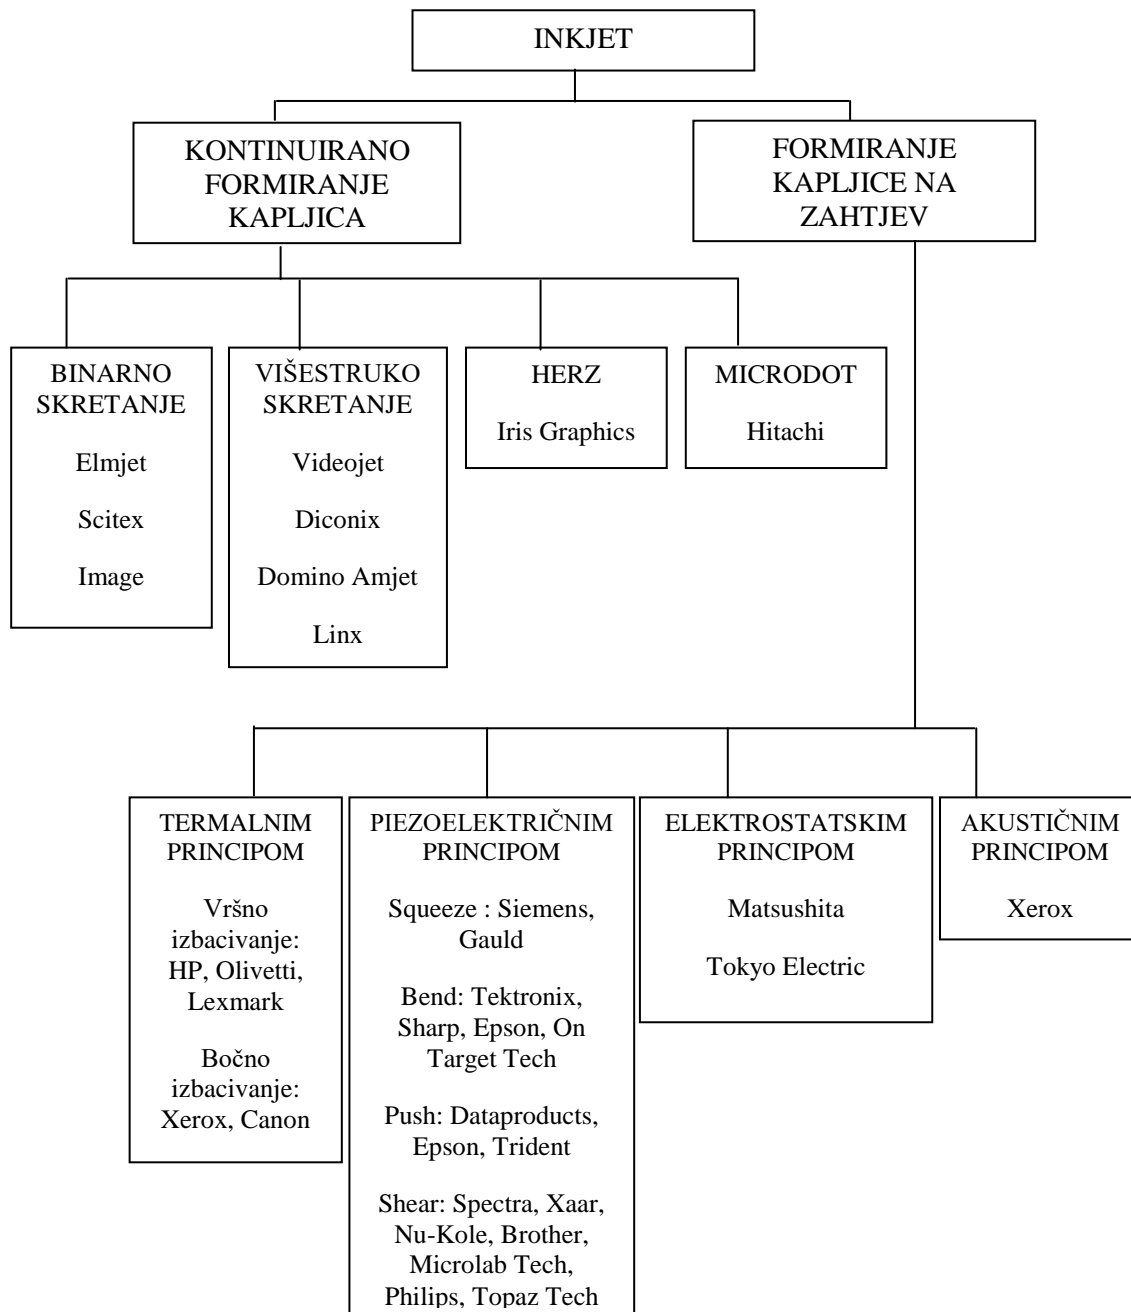 INKJET
KONTINUIRANO
FORMIRANJE
KAPLJICA
FORMIRANJE
KAPLJICE NA
ZAHTJEV
BINARNO
SKRETANJE
Elmjet
Scitex
Image
VIŠESTRUKO
SKRETANJE
Videojet
Diconix
Domino Amjet
Linx
HERZ
Iris Graphics
MICRODOT
Hitachi
TERMALNIM
PRINCIPOM
Vršno
izbacivanje:
HP, Olivetti,
Lexmark
Bočno
izbacivanje:
Xerox, Canon
PIEZOELEKTRIČNIM
PRINCIPOM
Squeeze : Siemens,
Gauld
Bend: Tektronix,
Sharp, Epson, On
Target Tech
Push: Dataproducts,
Epson, Trident
Shear: Spectra, Xaar,
Nu-Kole, Brother,
Microlab Tech,
Philips, Topaz Tech
ELEKTROSTATSKIM
PRINCIPOM
Matsushita
Tokyo Electric
AKUSTIČNIM
PRINCIPOM
Xerox